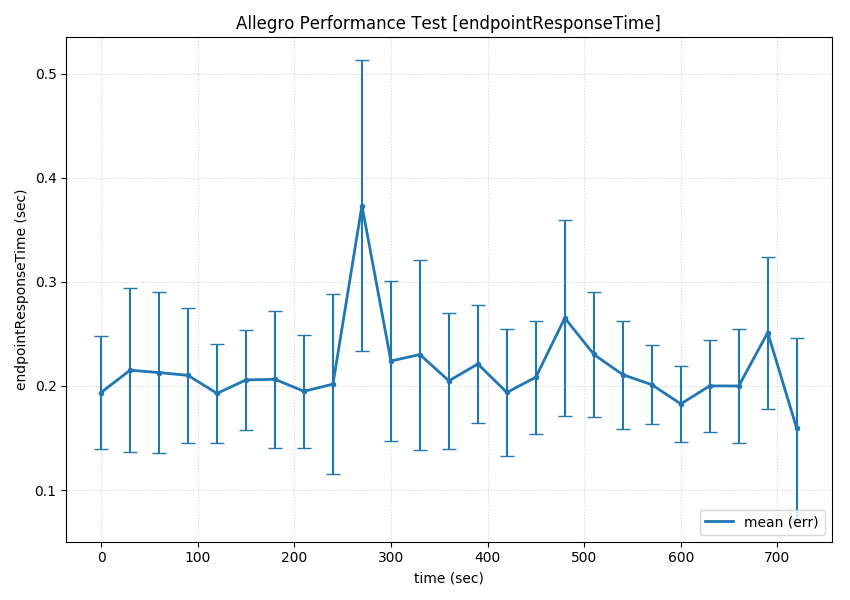 Allegro Performance Test [endpointResponseTime]
endpointResponseTime (sec)
0.5
0.4
0.3
0.2
0.1
mean (err)
0 100 200 300 400 500 600 700
time (sec)